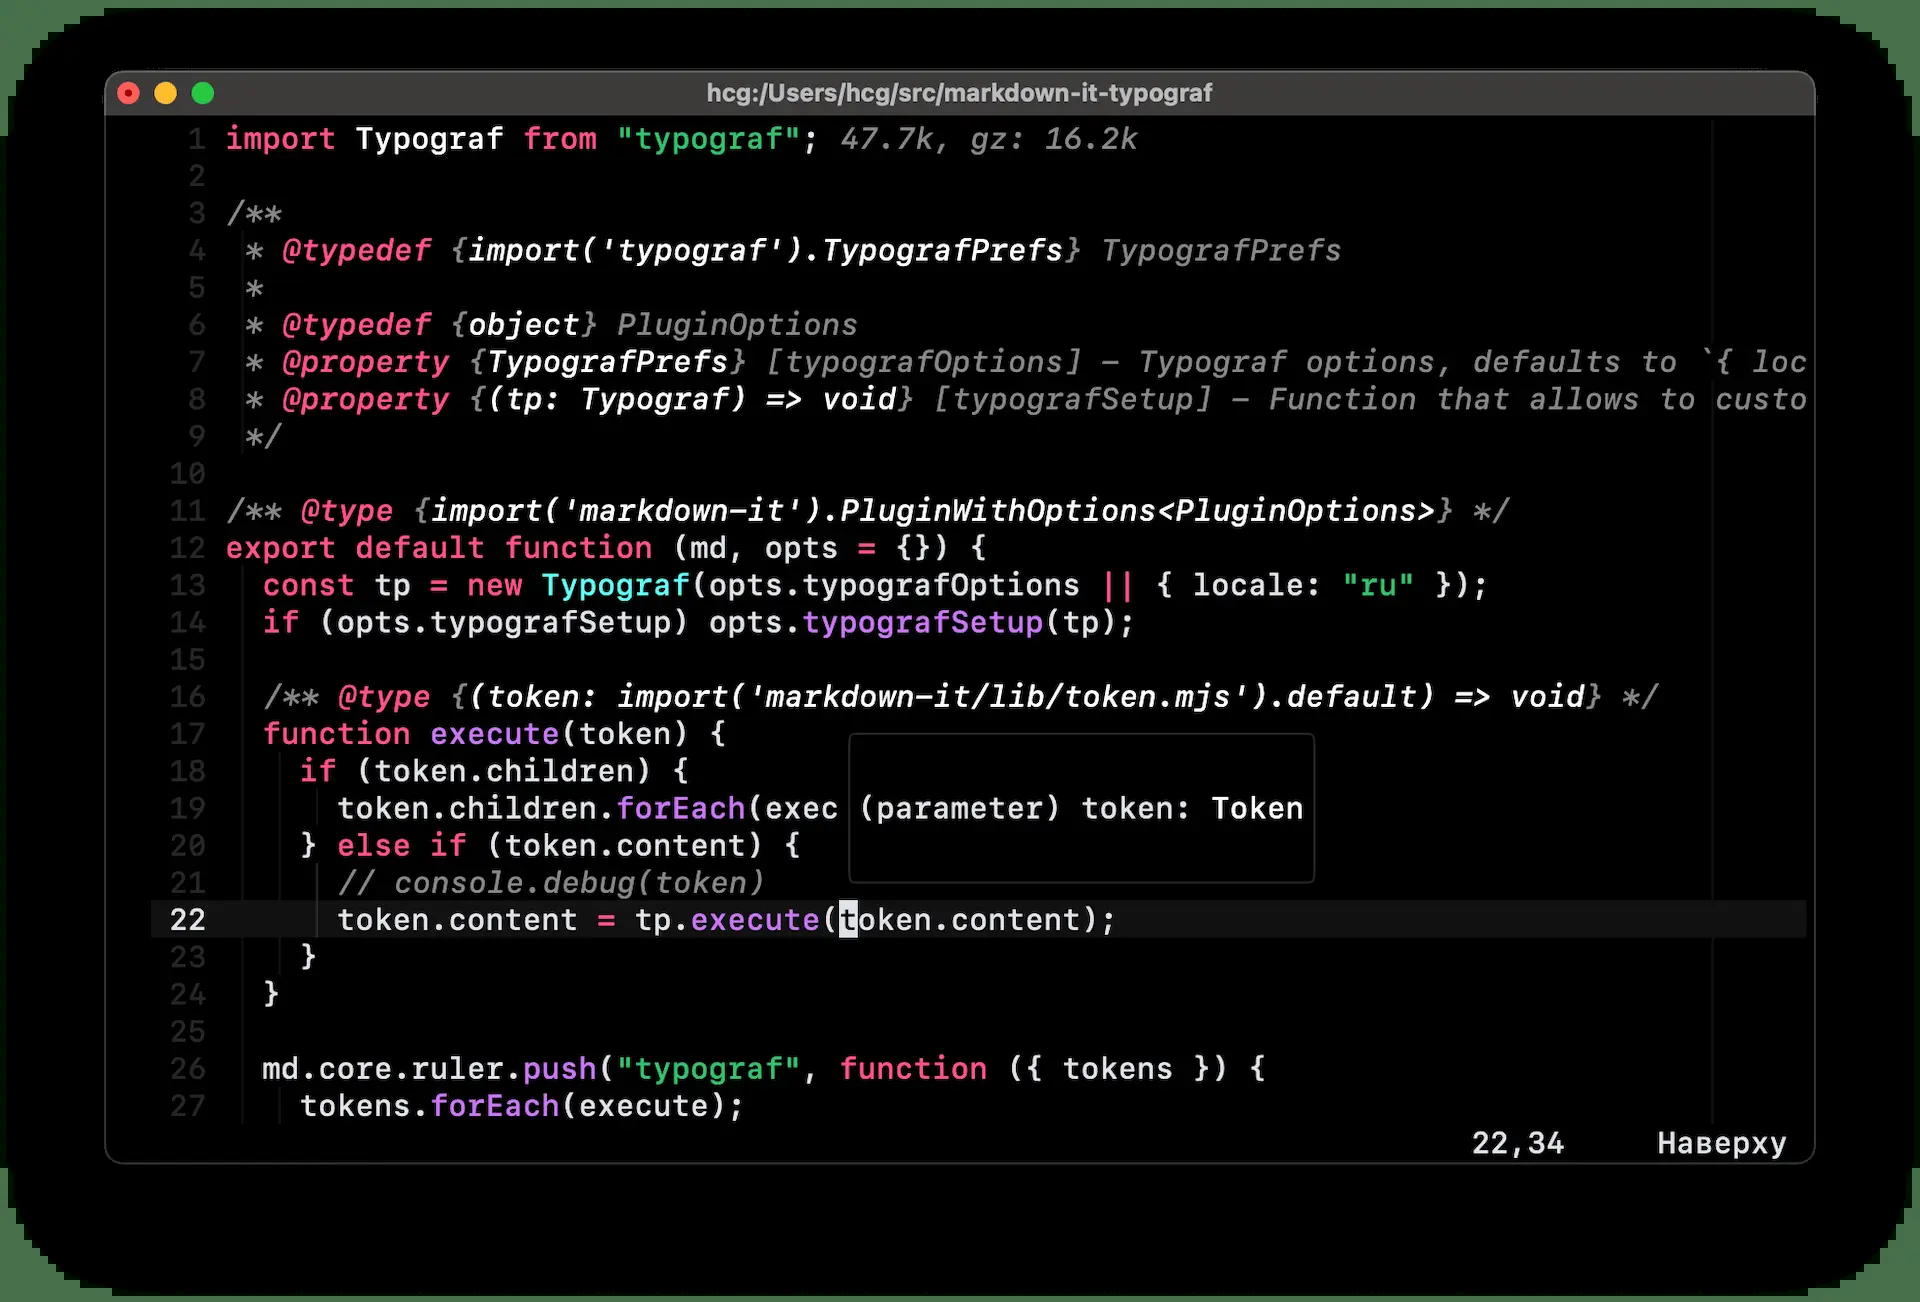 hcg:/Users/hcg/src/markdown-it-typograf
1 import Typograf from "typograf"; 47.7k, gz: 16.2k
2
3 /**
4  * @typedef {import('typograf').TypografPrefs} TypografPrefs
5  *
6  * @typedef {object} PluginOptions
7  * @property {TypografPrefs} [typografOptions] – Typograf options, defaults to `{ loc
8  * @property {(tp: Typograf) => void} [typografSetup] – Function that allows to custo
9  */
10
11 /** @type {import('markdown-it').PluginWithOptions<PluginOptions>} */
12 export default function (md, opts = {}) {
13   const tp = new Typograf(opts.typografOptions || { locale: "ru" });
14   if (opts.typografSetup) opts.typografSetup(tp);
15
16   /** @type {(token: import('markdown-it/lib/token.mjs').default) => void} */
17   function execute(token) {
18     if (token.children) {
19       token.children.forEach(exec (parameter) token: Token
20     } else if (token.content) {
21       // console.debug(token)
22       token.content = tp.execute(token.content);
23     }
24   }
25
26   md.core.ruler.push("typograf", function ({ tokens }) {
27     tokens.forEach(execute);
22,34 Наверху